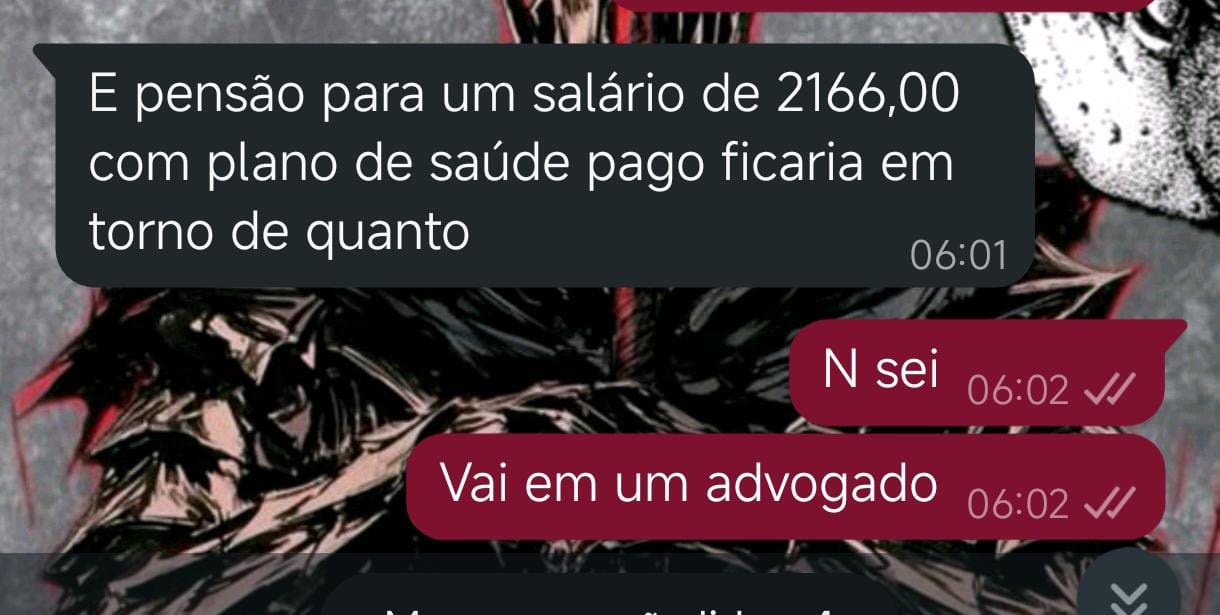 E pensão para um salário de 2166,00
com plano de saúde pago ficaria em
torno de quanto
06:01
N sei
06:02
Vai em um advogado
06:02